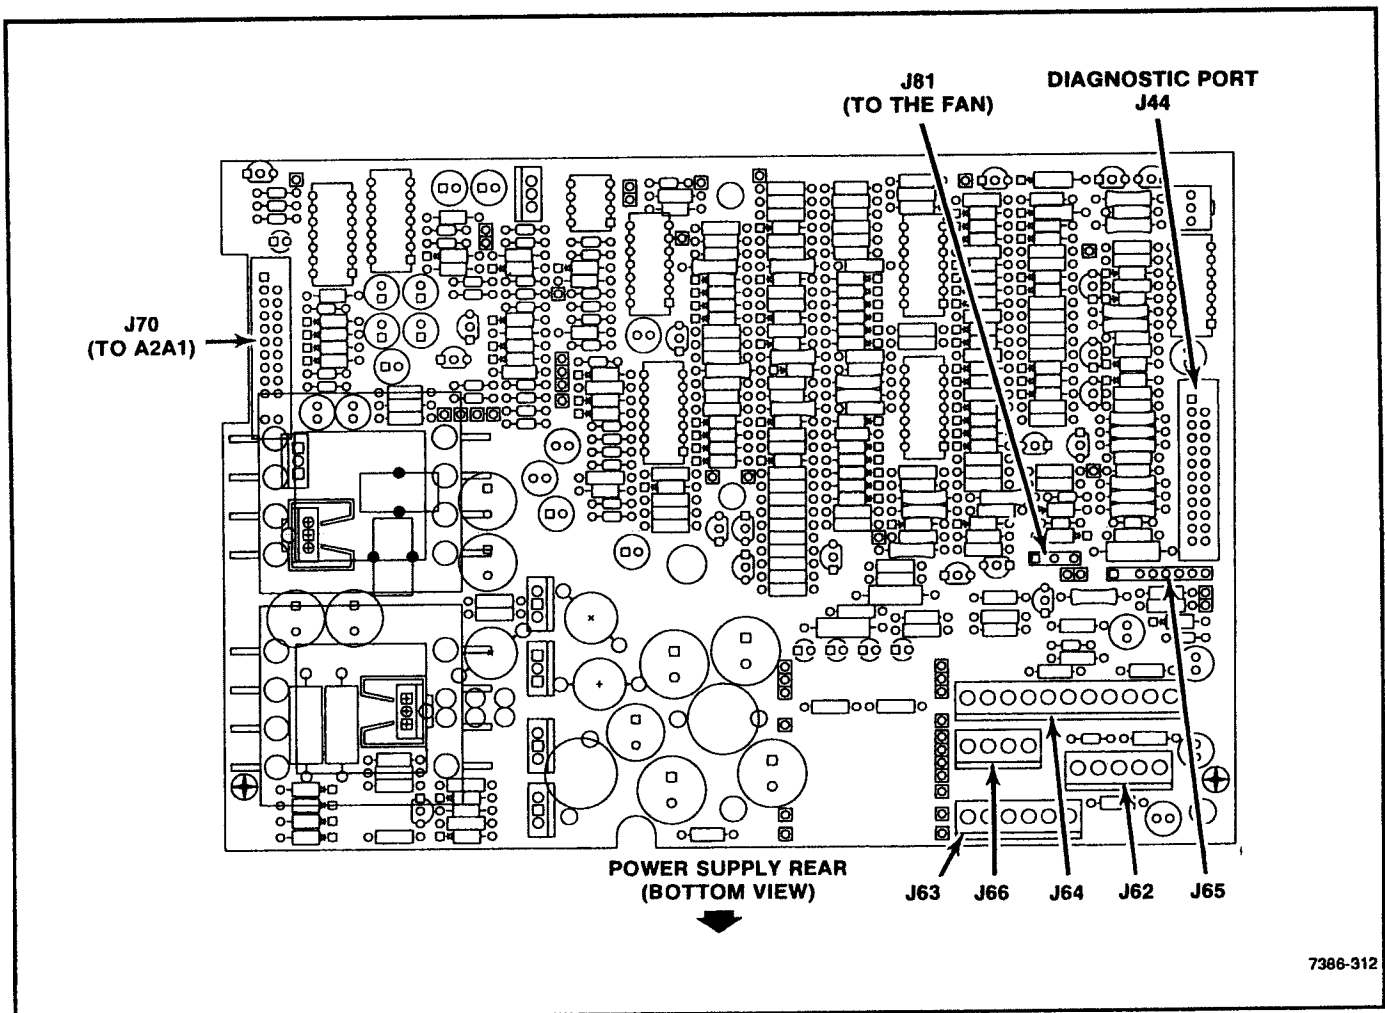 J81
(TO THE FAN)
DIAGNOSTIC PORT
J44
J70
(TO A2A1)
POWER SUPPLY REAR
(BOTTOM VIEW)
J63
J66
J64
J62
J65
7386-312